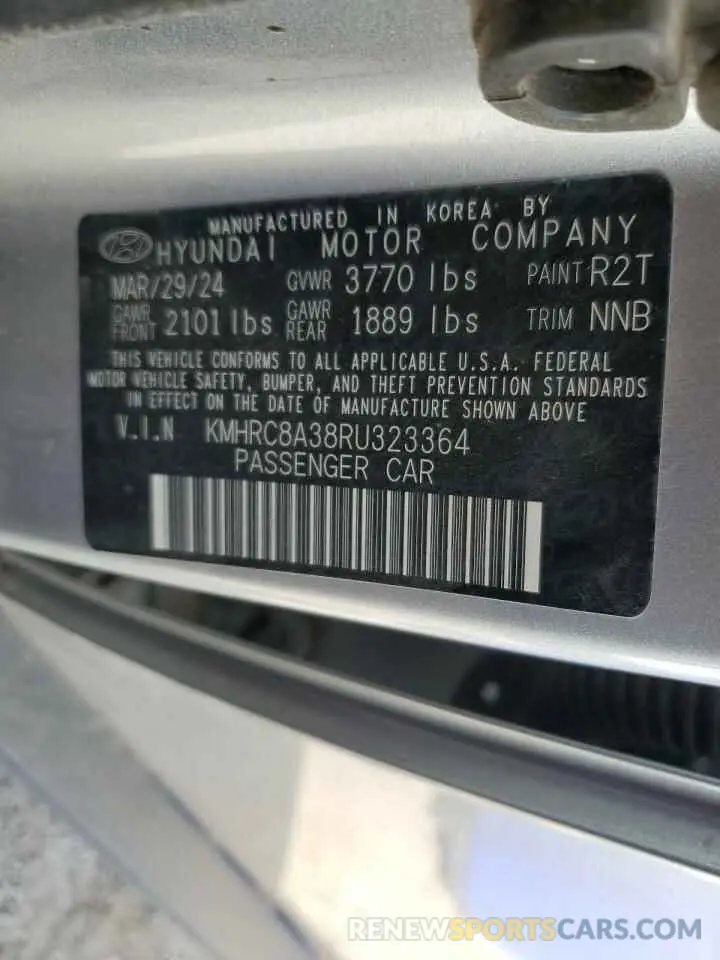 MANUFACTURED IN KOREA BY
HYUNDAI MOTOR COMPANY
MAR/29/24 GVWR 3770 lbs PAINT R2T
GAWR FRONT 2101 lbs GAWR REAR 1889 lbs TRIM NNB
THIS VEHICLE CONFORMS TO ALL APPLICABLE U.S.A. FEDERAL
MOTOR VEHICLE SAFETY, BUMPER, AND THEFT PREVENTION STANDARDS
IN EFFECT ON THE DATE OF MANUFACTURE SHOWN ABOVE
V.I.N KMHRC8A38RU323364
PASSENGER CAR
RENEWSPORTSCARS.COM